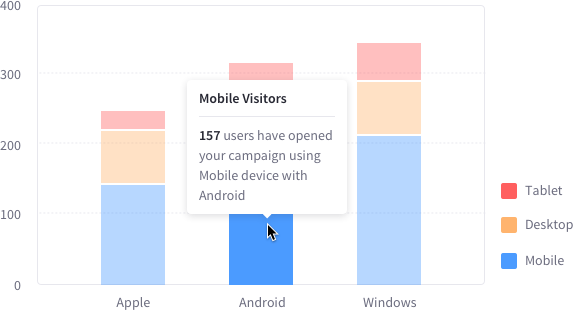 400
300
200
100
0
Mobile Visitors
157 users have opened
your campaign using
Mobile device with
Android
Apple
Android
Windows
Tablet
Desktop
Mobile